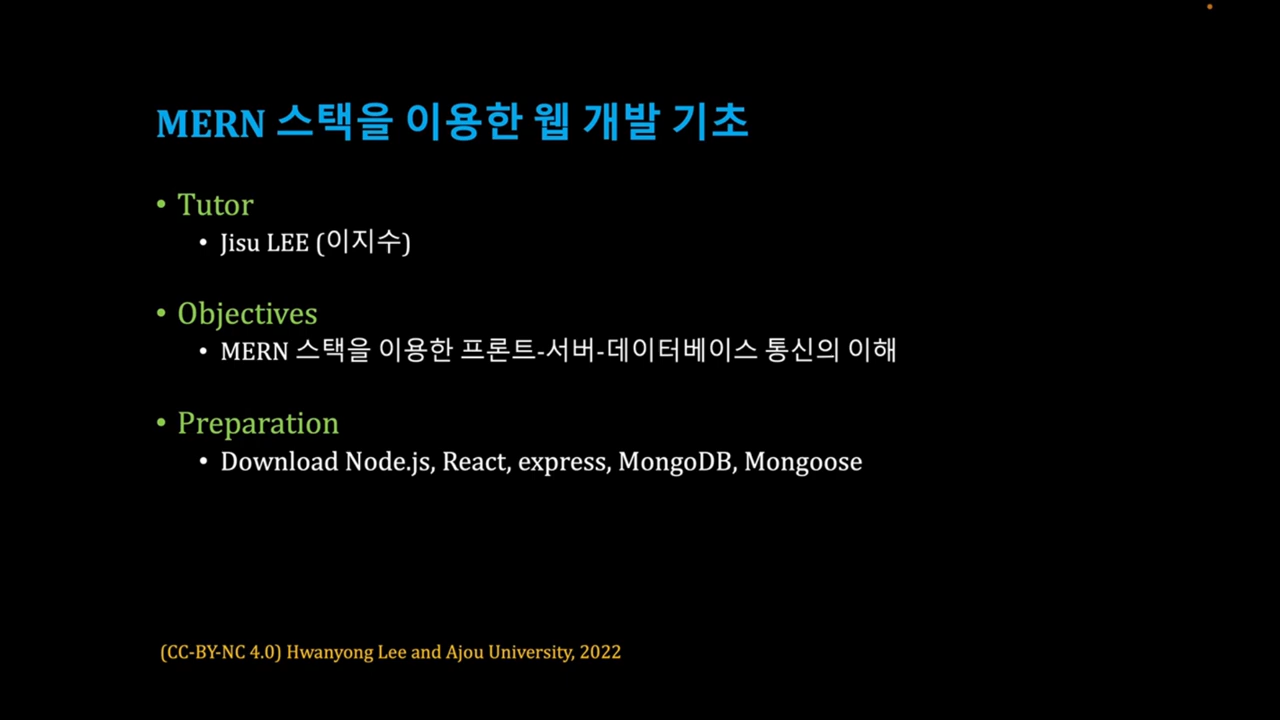 MERN 스택을 이용한 웹 개발 기초
• Tutor
• Jisu LEE (이지수)
• Objectives
• MERN 스택을 이용한 프론트-서버-데이터베이스 통신의 이해
• Preparation
• Download Node.js, React, express, MongoDB, Mongoose
(CC-BY-NC 4.0) Hwanyong Lee and Ajou University, 2022